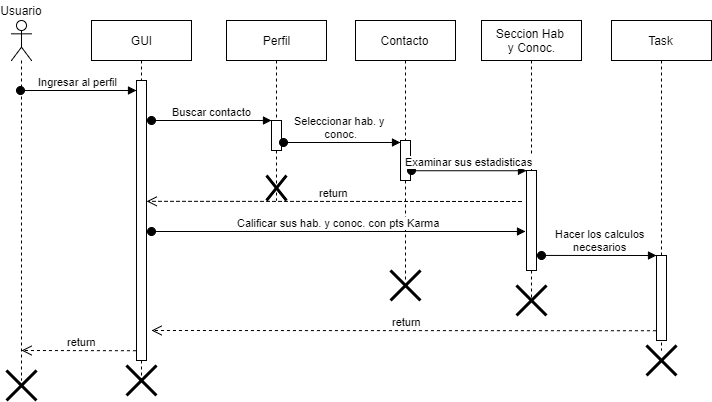 Usuario
GUI
Perfil
Contacto
Seccion Hab
y Conoc.
Task
Ingresar al perfil
Buscar contacto
Seleccionar hab. y
conoc.
Examinar sus estadisticas
return
Calificar sus hab. y conoc. con pts Karma
Hacer los calculos
necesarios
return
return